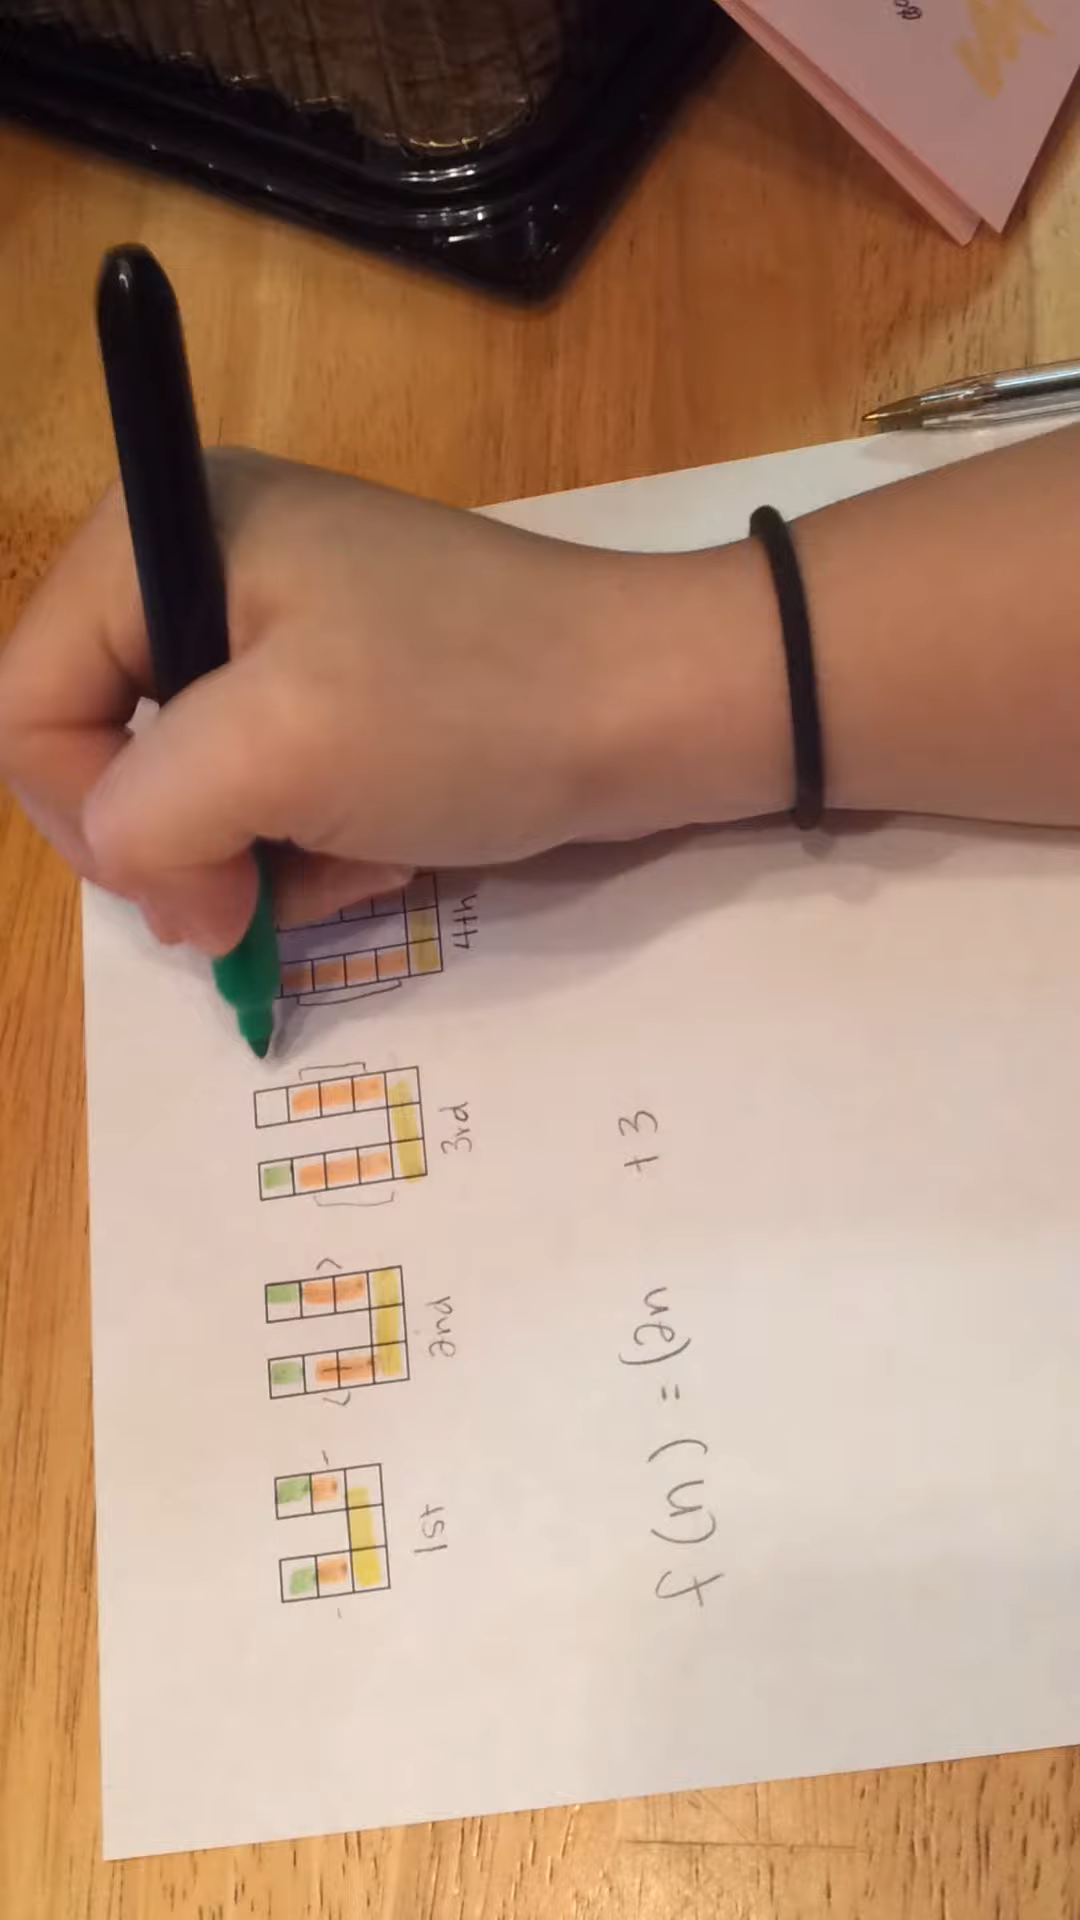 1st 2nd 3rd 4th
f(n) = (2n) + 3